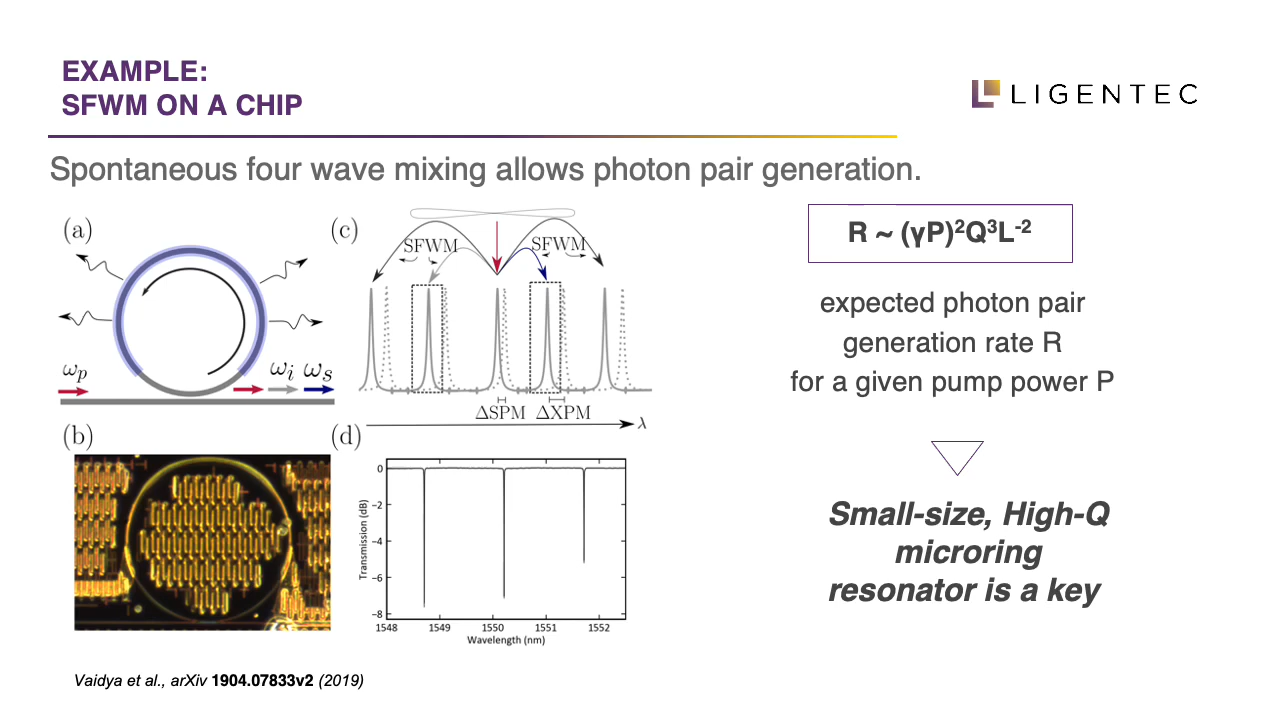 EXAMPLE:
SFWM ON A CHIP
LIGENTEC
Spontaneous four wave mixing allows photon pair generation.
(a)
ωp
ωi ωs
(c)
SFWM
SFWM
ΔSPM ΔXPM
λ
(b)
(d)
Transmission (dB)
0
−2
−4
−6
−8
1548 1549 1550 1551 1552
Wavelength (nm)
R ~ (γP)²Q³L⁻²
expected photon pair
generation rate R
for a given pump power P
Small-size, High-Q
microring
resonator is a key
Vaidya et al., arXiv 1904.07833v2 (2019)